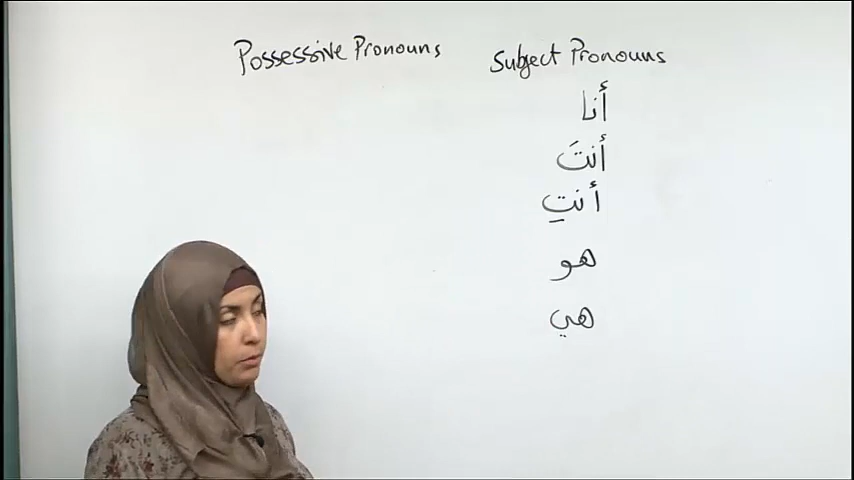 Possessive Pronouns
Subject Pronouns
أنا
أنتَ
أنتِ
هو
هي